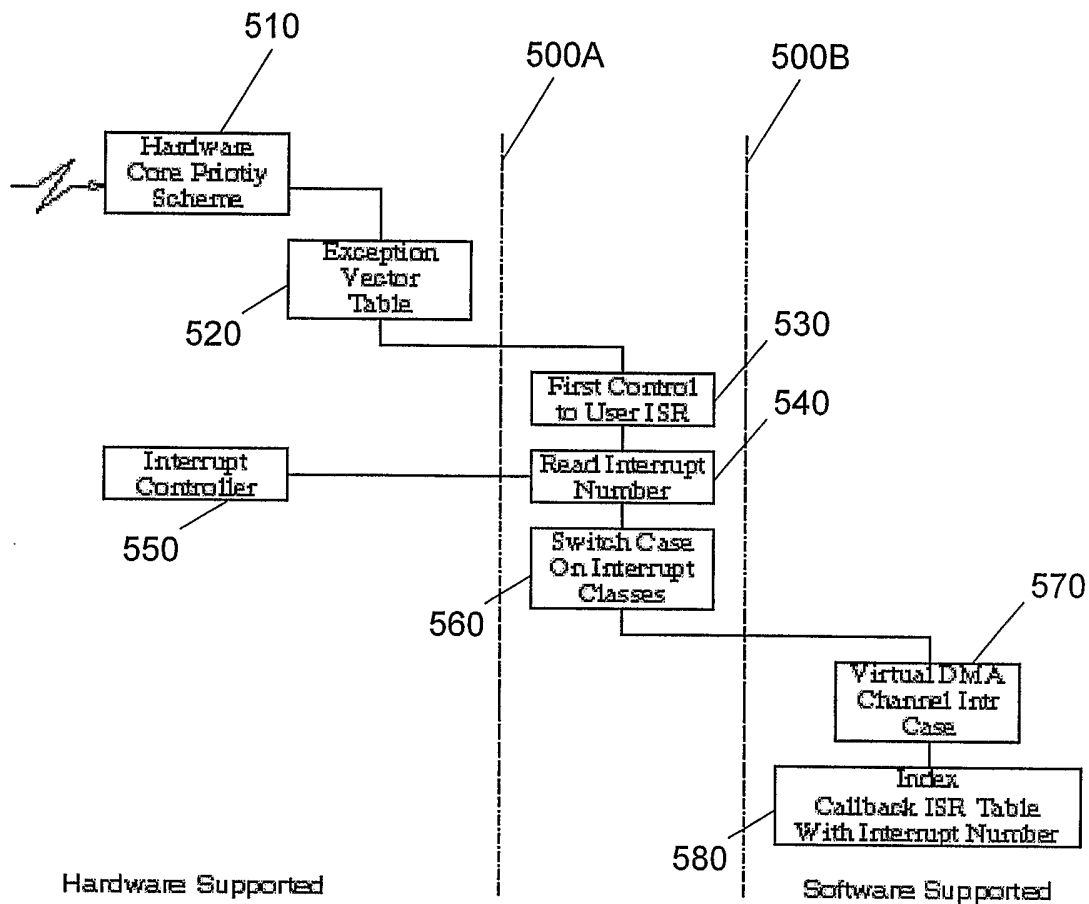 510
500A
500B
Hardware
Core Priotiy
Scheme
Exception
Vector
Table
520
530
First Control
to User ISR
540
Interrupt
Controller
Read Interrupt
Number
550
Switch Case
On Interrupt
Classes
560
570
Virtual DMA
Channel Intr
Case
Index
Callback ISR Table
With Interrupt Number
580
Hardware Supported
Software Supported